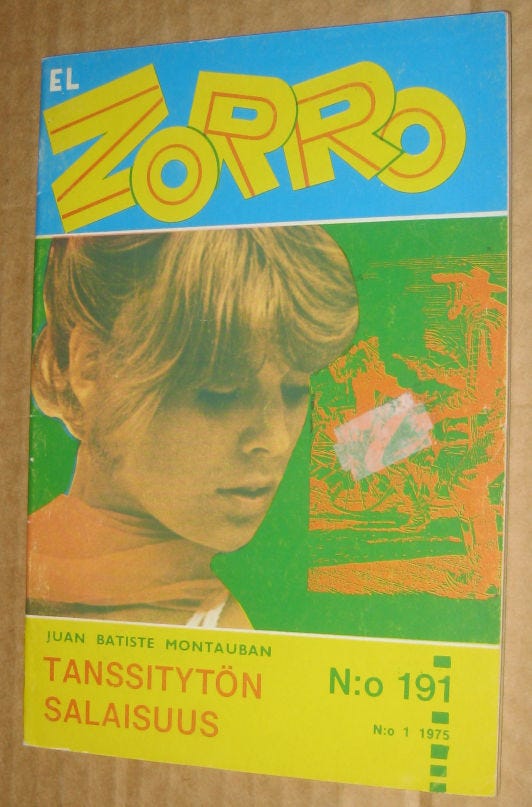 EL
ZORRO
JUAN BATISTE MONTAUBAN
TANSSITYTÖN
SALAISUUS
N:o 191
N:o 1 1975